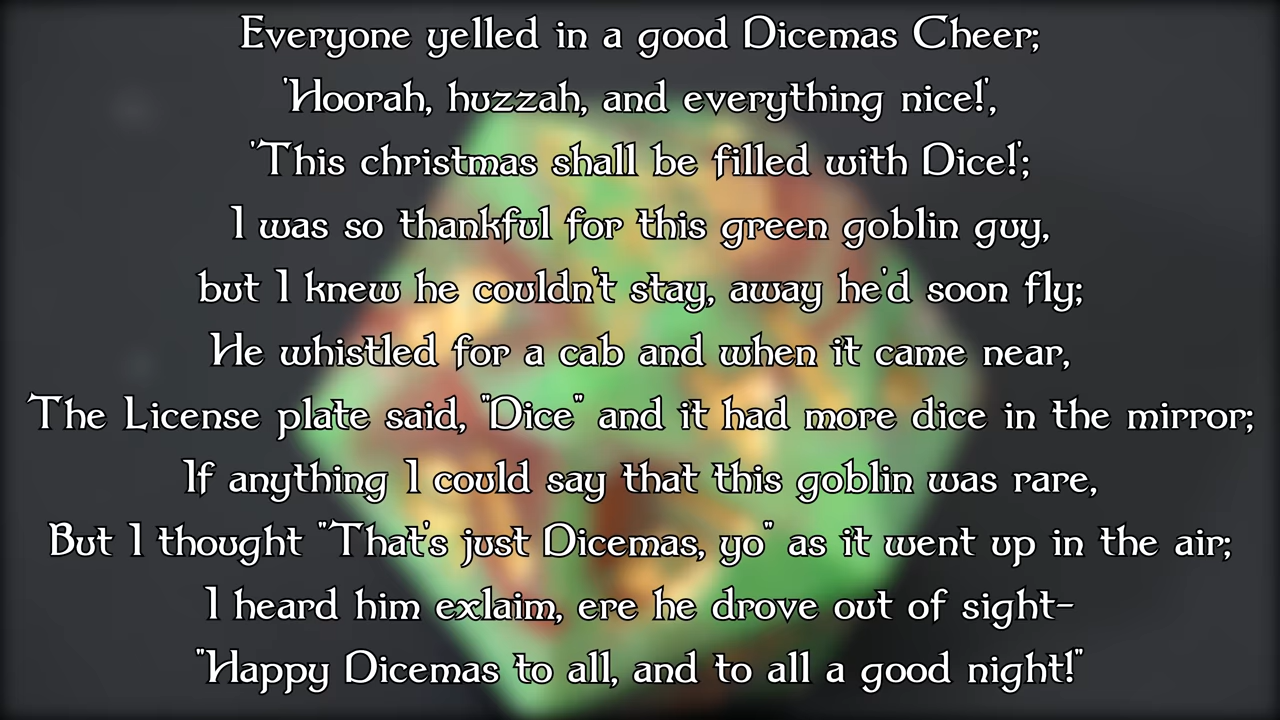 Everyone yelled in a good Dicemas Cheer;
'Hoorah, huzzah, and everything nice!',
'This christmas shall be filled with Dice!';
I was so thankful for this green goblin guy,
but I knew he couldn't stay, away he'd soon fly;
He whistled for a cab and when it came near,
The License plate said, "Dice" and it had more dice in the mirror;
If anything I could say that this goblin was rare,
But I thought "That's just Dicemas, yo" as it went up in the air;
I heard him exlaim, ere he drove out of sight-
"Happy Dicemas to all, and to all a good night!"